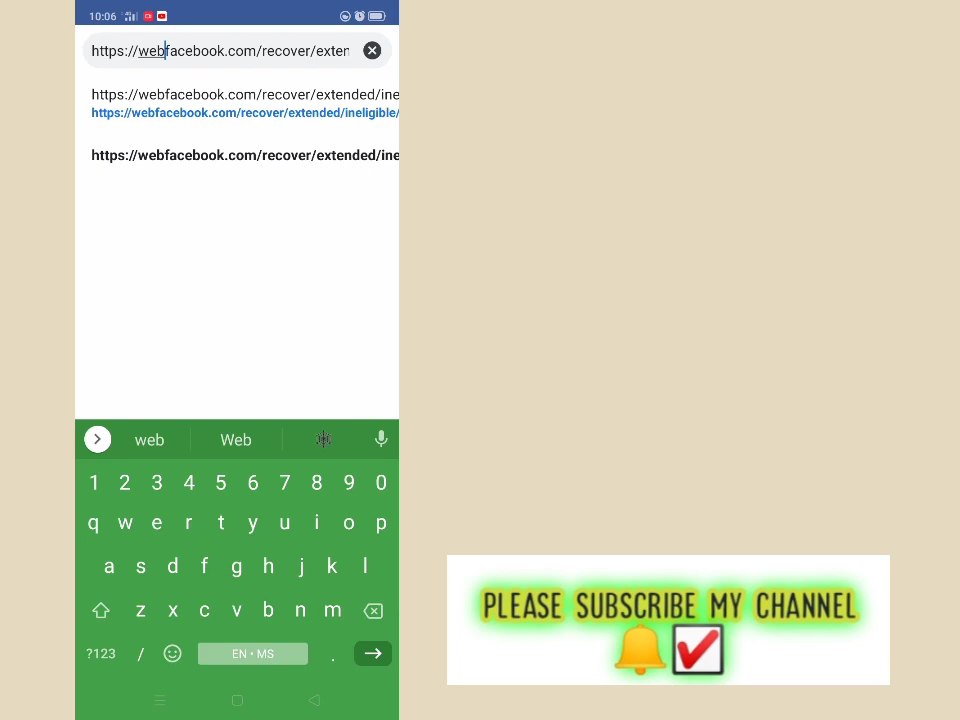 10:06
https://webfacebook.com/recover/exten
https://webfacebook.com/recover/extended/ine
https://webfacebook.com/recover/extended/ineligible/
https://webfacebook.com/recover/extended/ine
web Web
1 2 3 4 5 6 7 8 9 0
q w e r t y u i o p
a s d f g h j k l
z x c v b n m
?123 / EN • MS .
PLEASE SUBSCRIBE MY CHANNEL